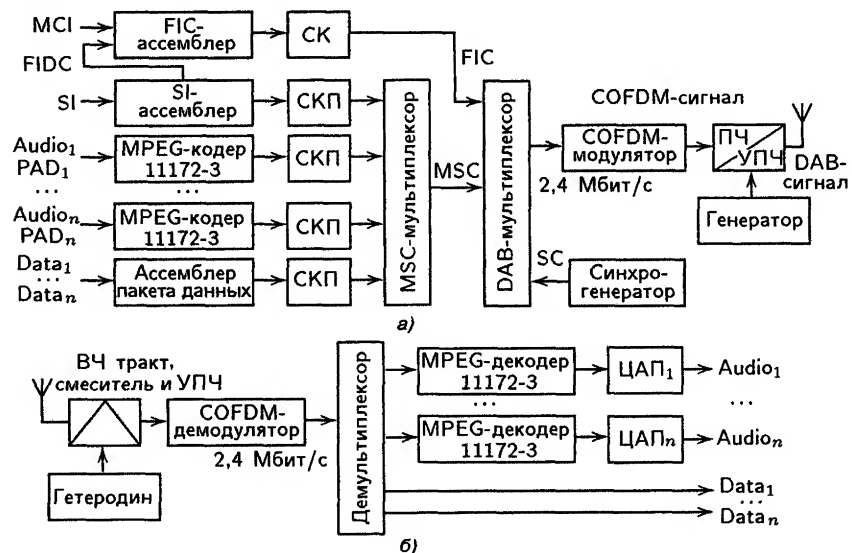 MCI
FIC-
ассемблер
СК
FIDC
FIC
SI
SI-
ассемблер
СКП
COFDM-сигнал
Audio₁
PAD₁
MPEG-кодер
11172-3
СКП
MSC-мультиплексор
MSC
DAB-мультиплексор
COFDM-
модулятор
2,4 Мбит/с
ПЧ
УПЧ
DAB-
сигнал
...
...
Audioₙ
PADₙ
MPEG-кодер
11172-3
СКП
Генератор
Data₁
...
Dataₙ
Ассемблер
пакета данных
СКП
SC
Синхро-
генератор
а)
ВЧ тракт,
смеситель и УПЧ
COFDM-
демодулятор
2,4 Мбит/с
Гетеродин
Демультиплексор
MPEG-декодер
11172-3
ЦАП₁
Audio₁
...
...
MPEG-декодер
11172-3
ЦАПₙ
Audioₙ
Data₁
...
Dataₙ
б)